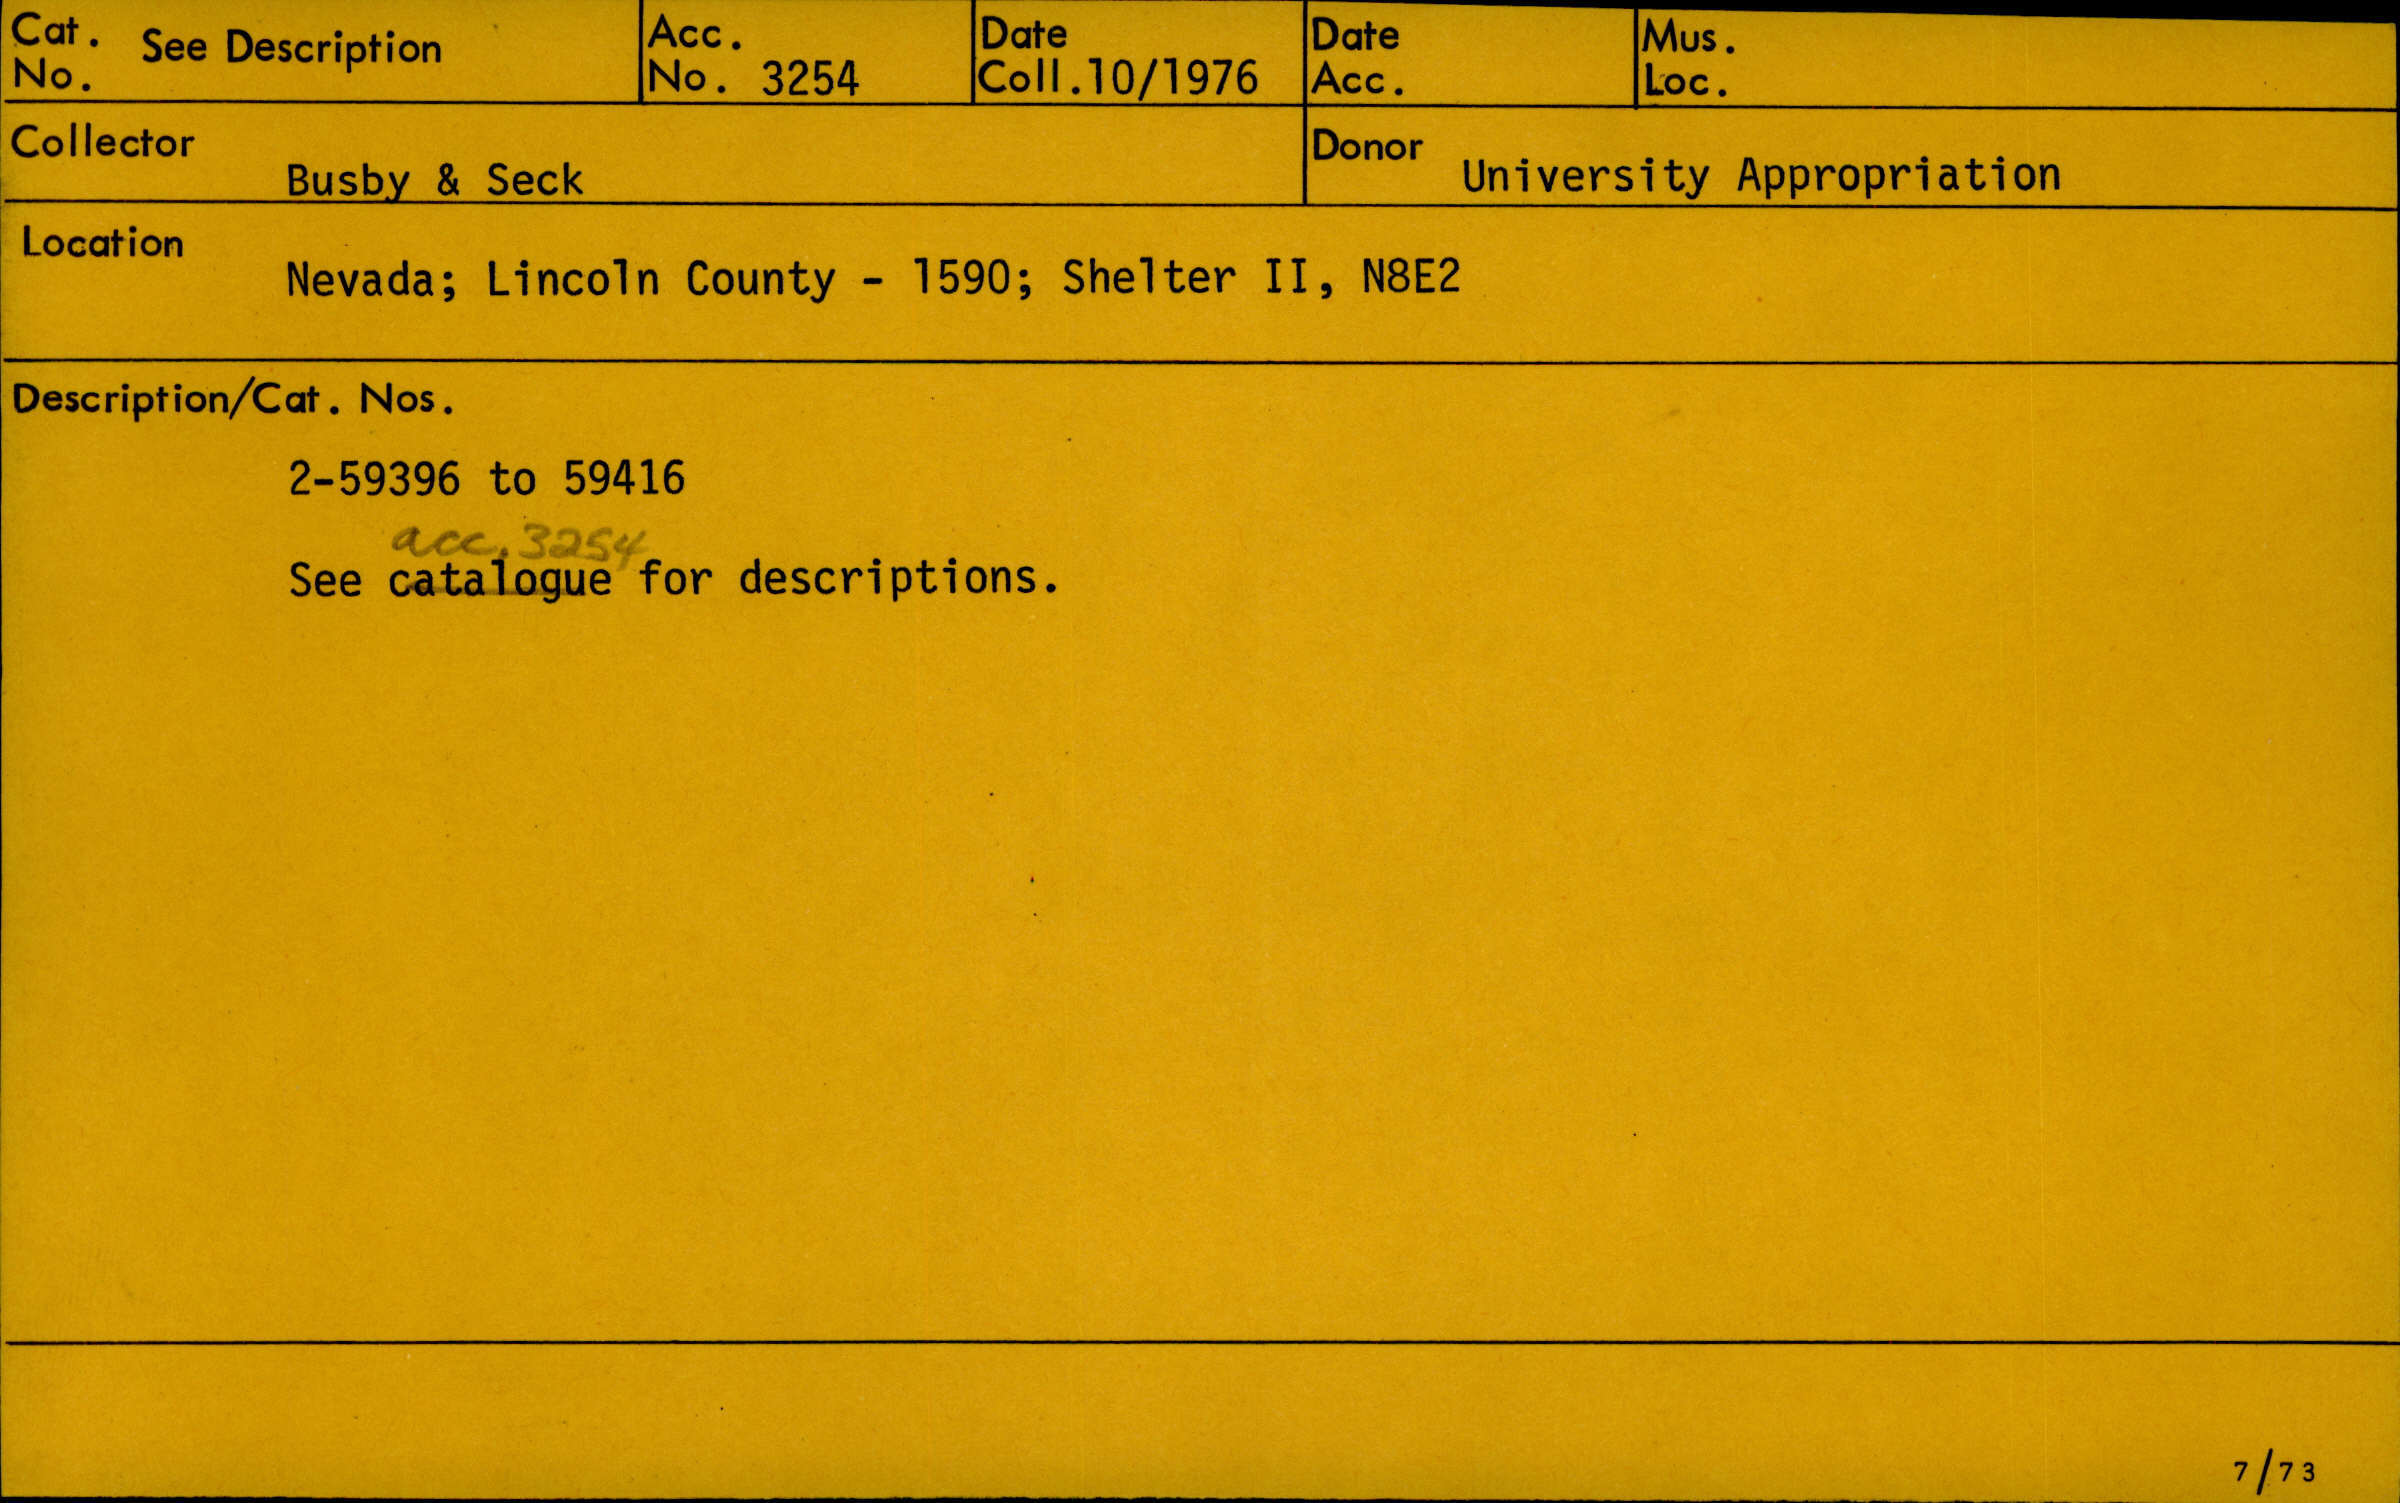 Cat. No. See Description
Acc. No. 3254
Date Coll. 10/1976
Date Acc.
Mus. Loc.
Collector
Busby & Seck
Donor
University Appropriation
Location
Nevada; Lincoln County - 1590; Shelter II, N8E2
Description/Cat. Nos.
2-59396 to 59416
acc. 3254
See catalogue for descriptions.
7/73